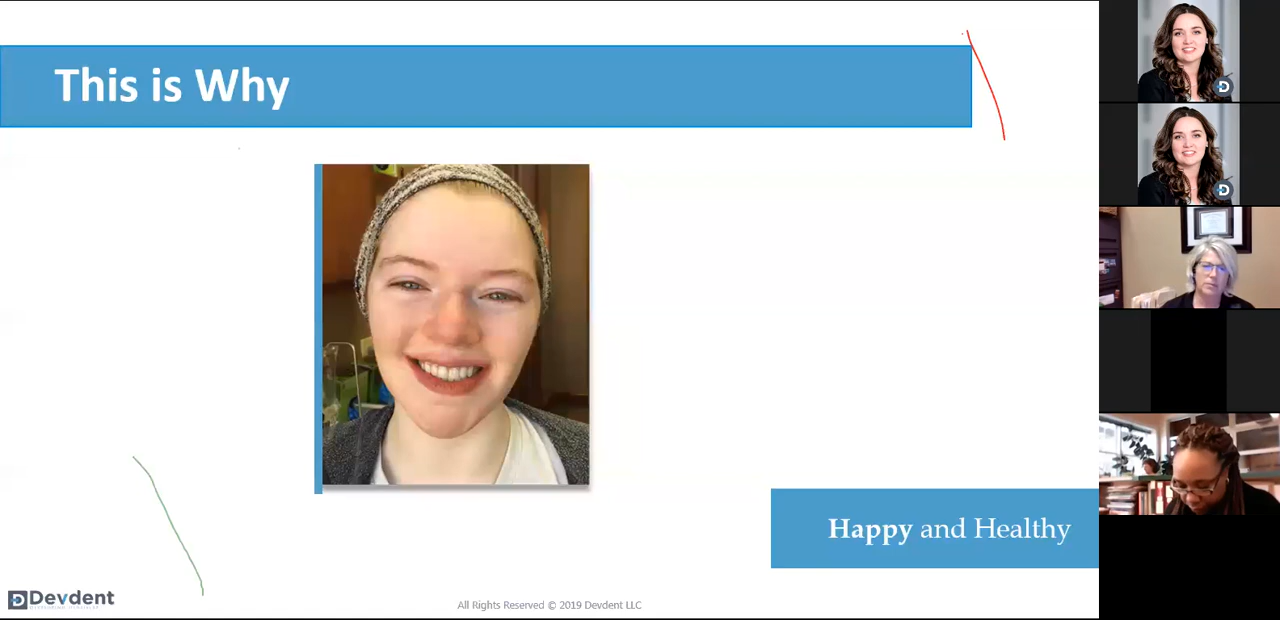 This is Why
Happy and Healthy
Devdent
All Rights Reserved © 2019 Devdent LLC